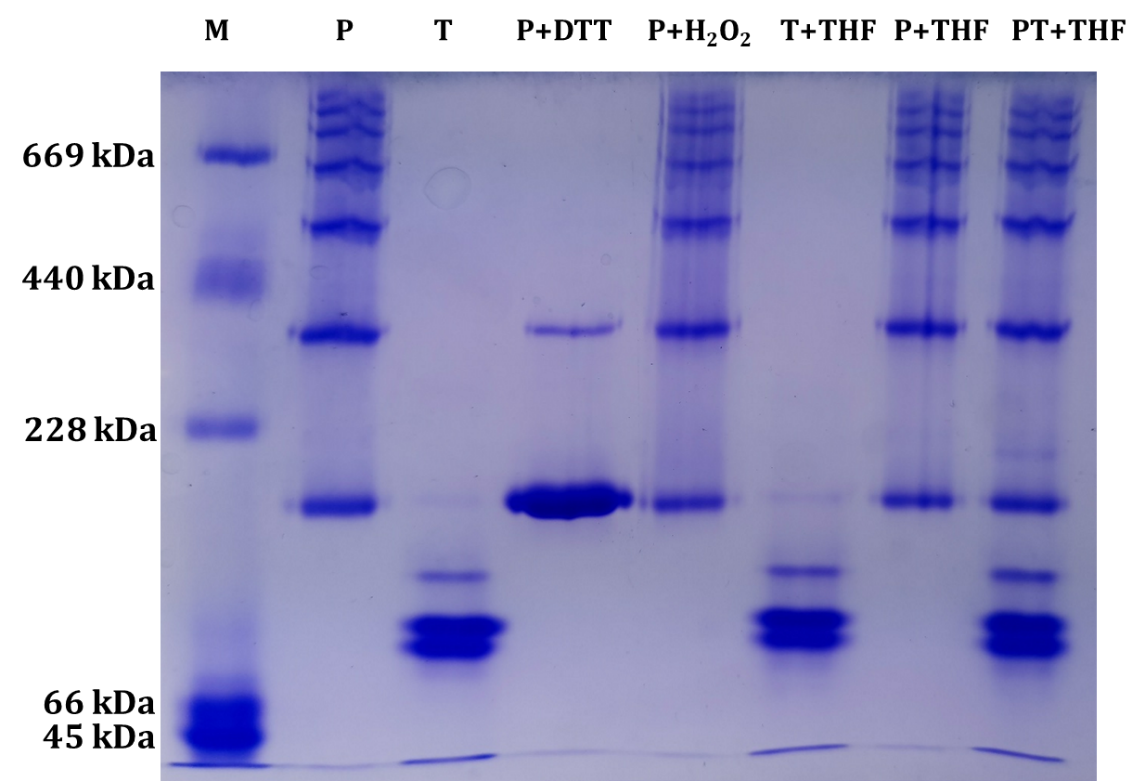 M P T P+DTT P+H₂O₂ T+THF P+THF PT+THF
669 kDa
440 kDa
228 kDa
66 kDa
45 kDa